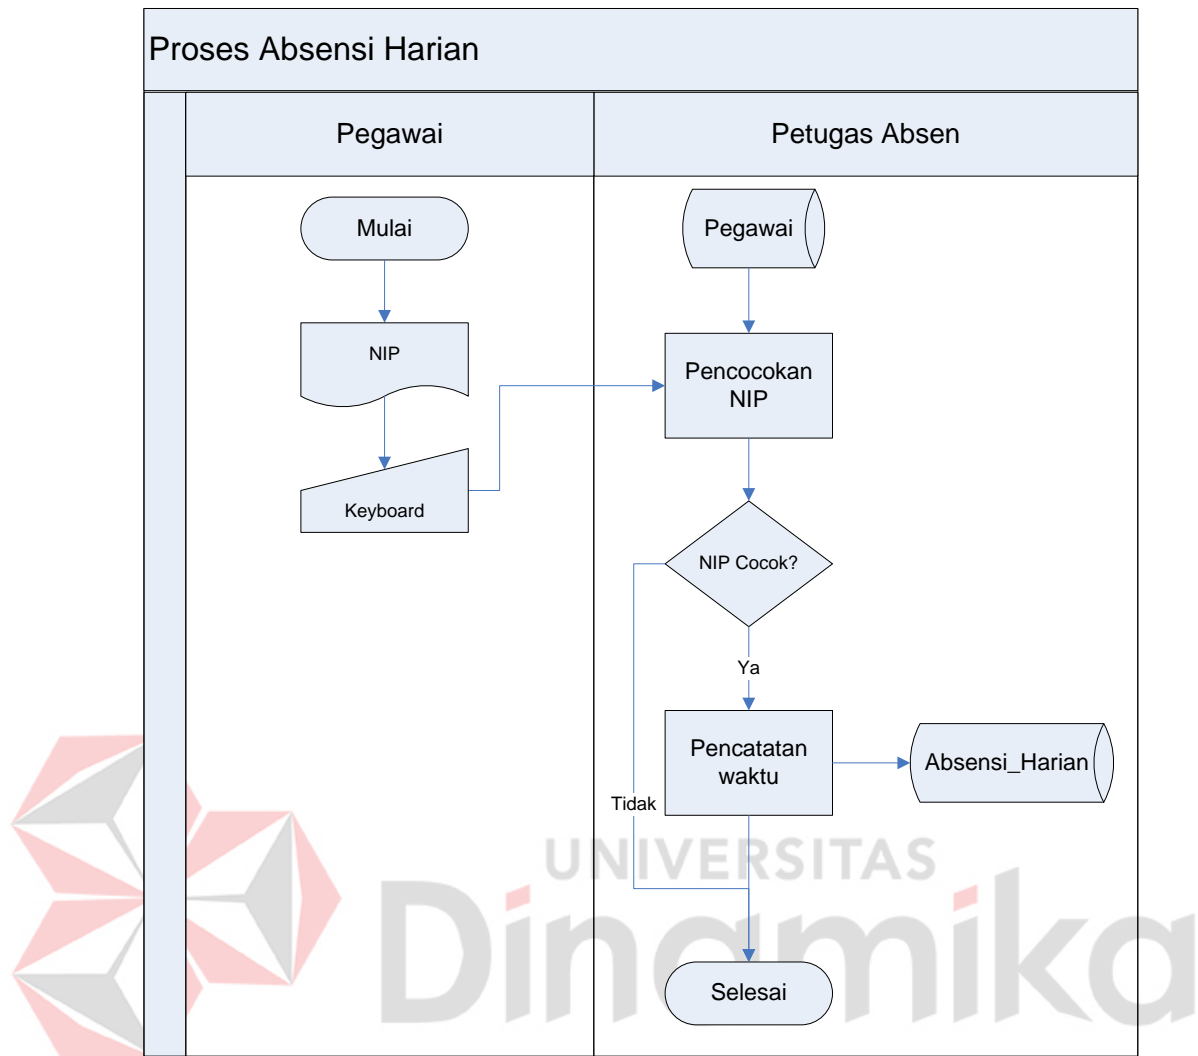 Proses Absensi Harian
Pegawai
Petugas Absen
Mulai
Pegawai
NIP
Pencocokan
NIP
Keyboard
NIP Cocok?
Ya
Pencatatan
waktu
Absensi_Harian
Tidak
UNIVERSITAS
Dinamika
Selesai